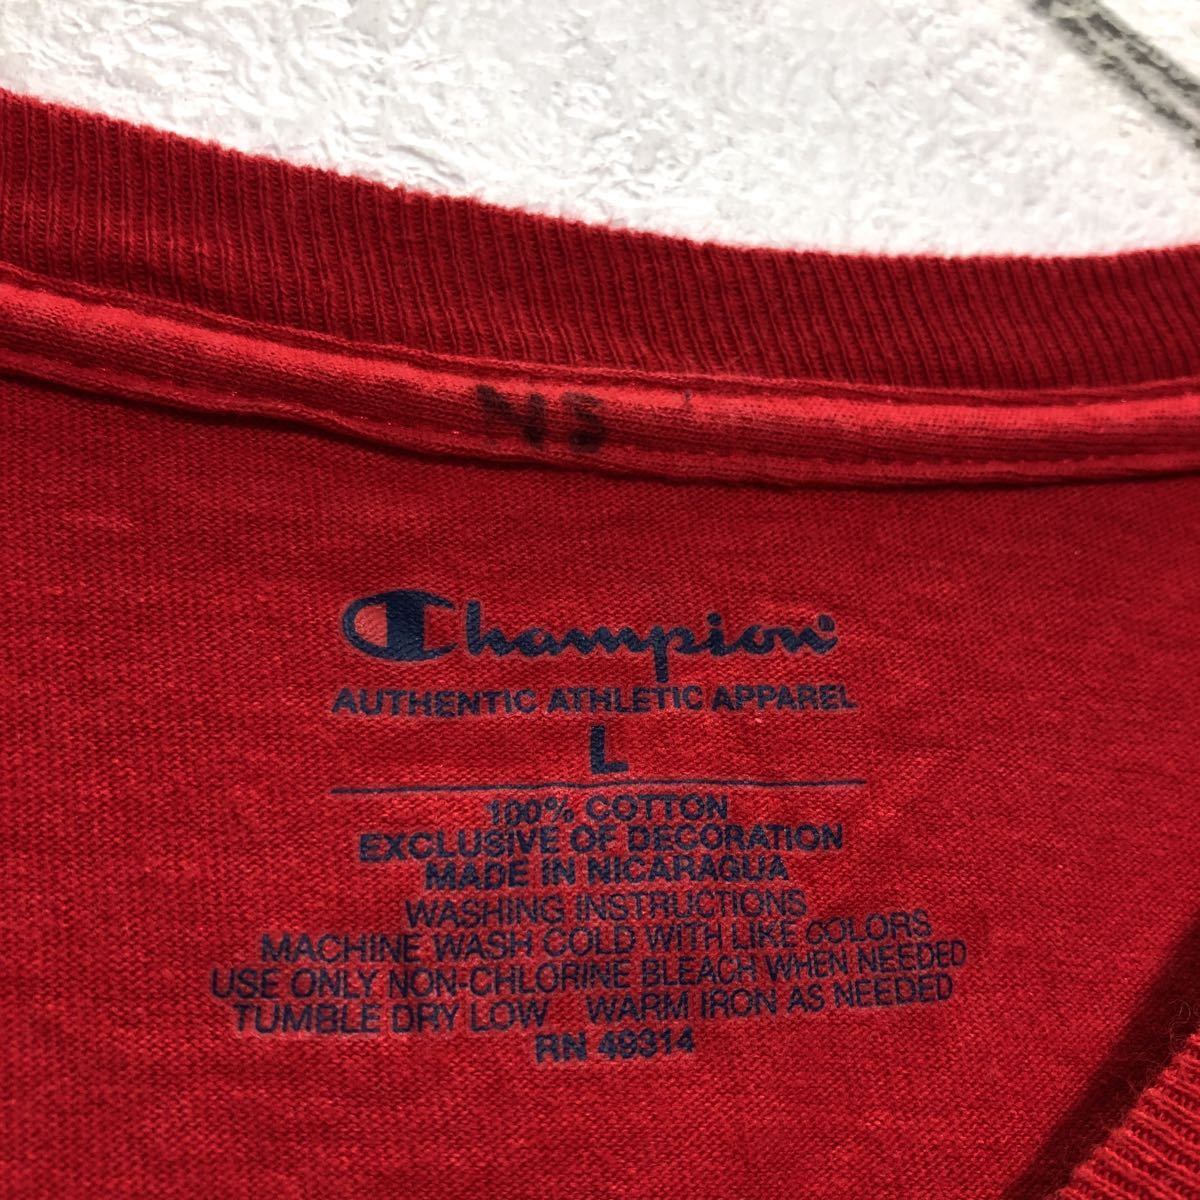 NS
Champion
AUTHENTIC ATHLETIC APPAREL
L
100% COTTON
EXCLUSIVE OF DECORATION
MADE IN NICARAGUA
WASHING INSTRUCTIONS
MACHINE WASH COLD WITH LIKE COLORS
USE ONLY NON-CHLORINE BLEACH WHEN NEEDED
TUMBLE DRY LOW WARM IRON AS NEEDED
RN 49314